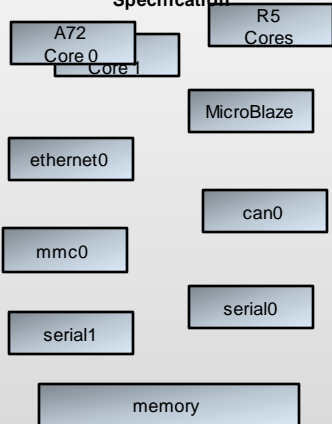 Specification
A72
Core 0
Core 1
R5
Cores
MicroBlaze
ethernet0
can0
mmc0
serial0
serial1
memory